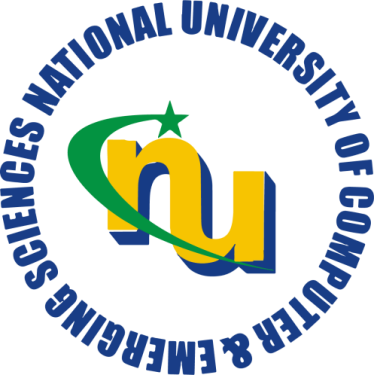 NATIONAL UNIVERSITY OF COMPUTER & EMERGING SCIENCES
nu